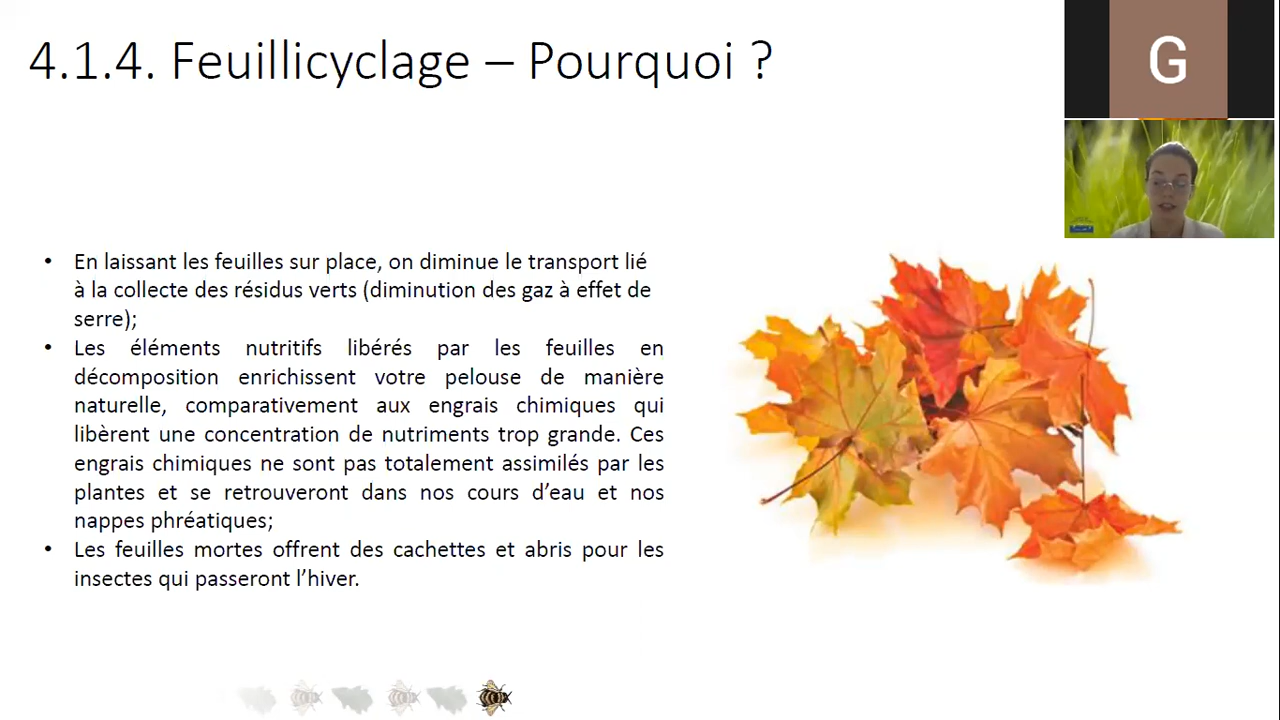 4.1.4. Feuillicyclage – Pourquoi ?
G
• En laissant les feuilles sur place, on diminue le transport lié
à la collecte des résidus verts (diminution des gaz à effet de
serre);
• Les éléments nutritifs libérés par les feuilles en
décomposition enrichissent votre pelouse de manière
naturelle, comparativement aux engrais chimiques qui
libèrent une concentration de nutriments trop grande. Ces
engrais chimiques ne sont pas totalement assimilés par les
plantes et se retrouveront dans nos cours d’eau et nos
nappes phréatiques;
• Les feuilles mortes offrent des cachettes et abris pour les
insectes qui passeront l’hiver.